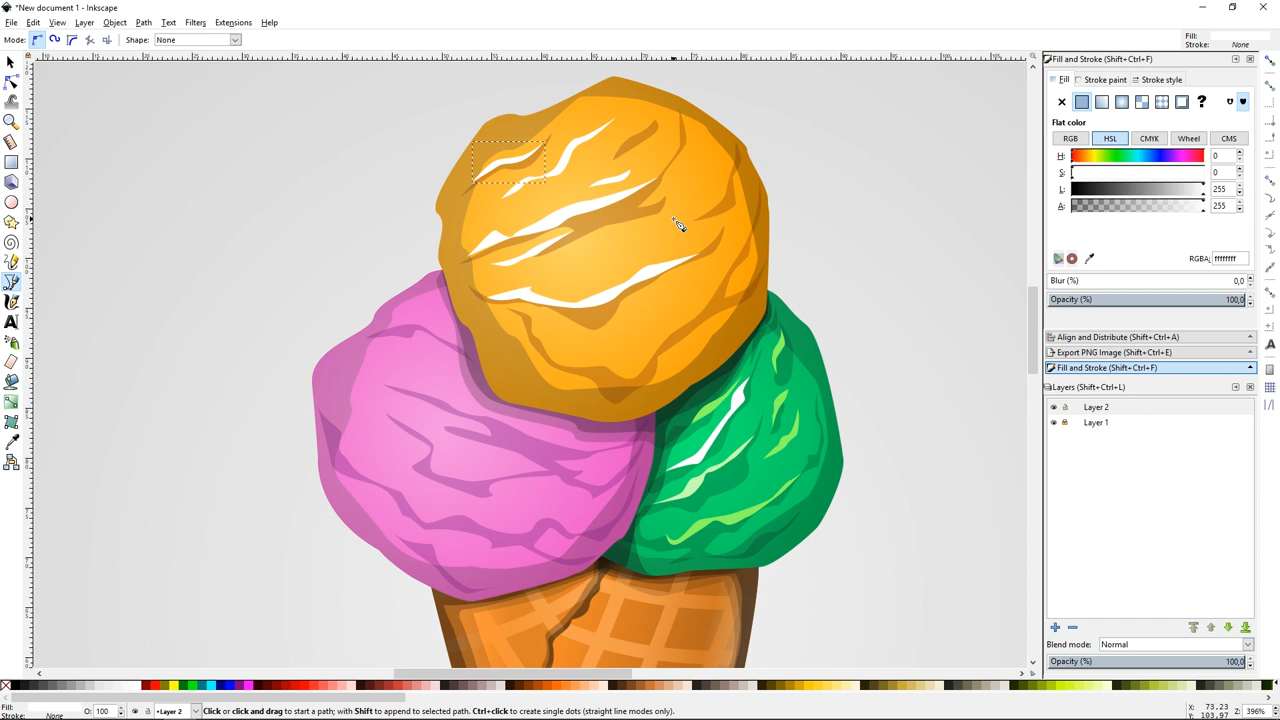 *New document 1 - Inkscape
File Edit View Layer Object Path Text Filters Extensions Help
Mode: Shape: None
Fill:
Stroke: None
Fill and Stroke (Shift+Ctrl+F)
Fill Stroke paint Stroke style
?
Flat color
RGB HSL CMYK Wheel CMS
H: 0
S: 0
L: 255
A: 255
RGBA: ffffffff
Blur (%) 0,0
Opacity (%) 100,0
Align and Distribute (Shift+Ctrl+A)
Export PNG Image (Shift+Ctrl+E)
Fill and Stroke (Shift+Ctrl+F)
Layers (Shift+Ctrl+L)
Layer 2
Layer 1
Blend mode: Normal
Opacity (%) 100,0
Fill:
Stroke: None
O: 100
•Layer 2
Click or click and drag to start a path; with Shift to append to selected path. Ctrl+click to create single dots (straight line modes only).
X: 73,23
Y: 103,97
Z: 396%